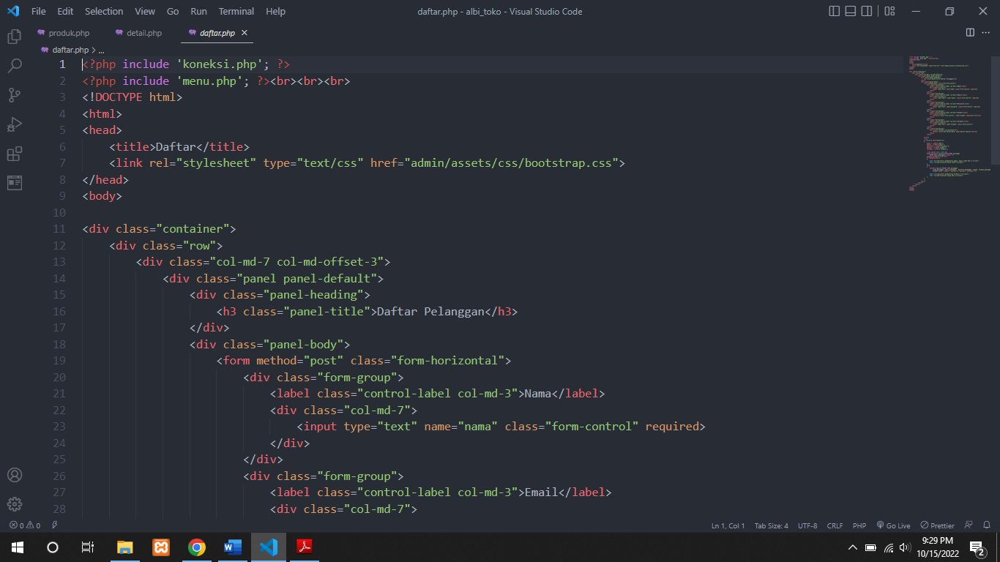 File Edit Selection View Go Run Terminal Help daftar.php - albi_toko - Visual Studio Code
produk.php detail.php daftar.php
daftar.php > ...
1 <?php include 'koneksi.php'; ?>
2 <?php include 'menu.php'; ?><br><br><br>
3 <!DOCTYPE html>
4 <html>
5 <head>
6 <title>Daftar</title>
7 <link rel="stylesheet" type="text/css" href="admin/assets/css/bootstrap.css">
8 </head>
9 <body>
10
11 <div class="container">
12 <div class="row">
13 <div class="col-md-7 col-md-offset-3">
14 <div class="panel panel-default">
15 <div class="panel-heading">
16 <h3 class="panel-title">Daftar Pelanggan</h3>
17 </div>
18 <div class="panel-body">
19 <form method="post" class="form-horizontal">
20 <div class="form-group">
21 <label class="control-label col-md-3">Nama</label>
22 <div class="col-md-7">
23 <input type="text" name="nama" class="form-control" required>
24 </div>
25 </div>
26 <div class="form-group">
27 <label class="control-label col-md-3">Email</label>
28 <div class="col-md-7">
0 0 Ln 1, Col 1 Tab Size: 4 UTF-8 CRLF PHP Go Live Prettier
9:29 PM
10/15/2022
2